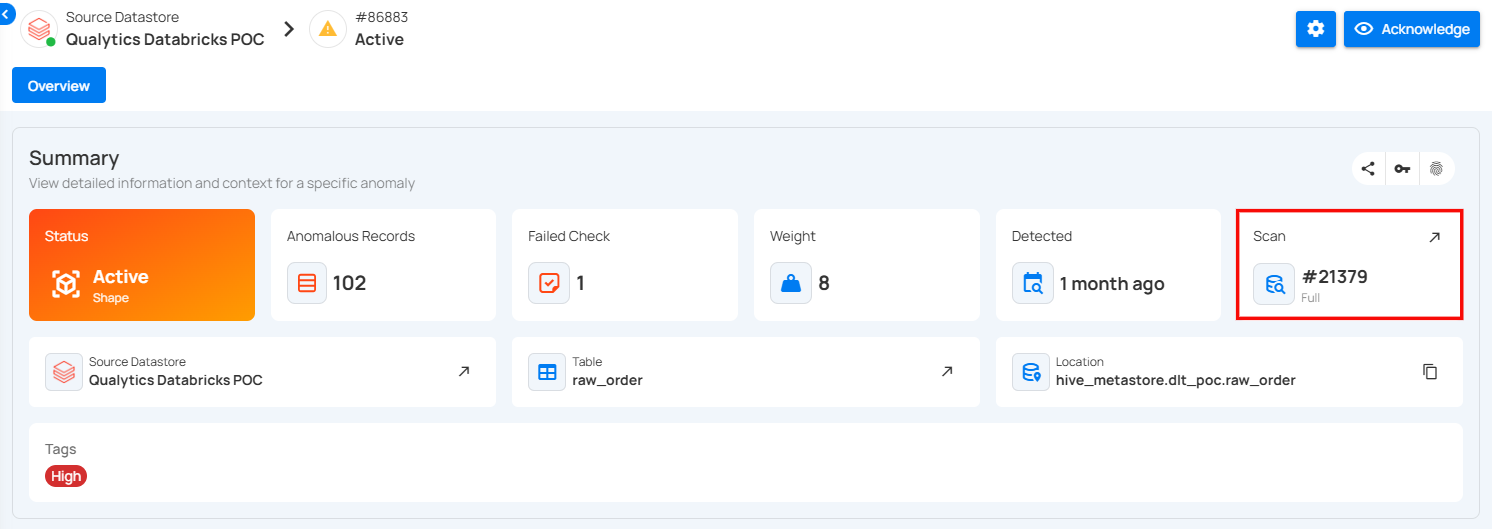 Source Datastore
Qualytics Databricks POC
#86883
Active
Acknowledge
Overview
Summary
View detailed information and context for a specific anomaly
Status
Active
Shape
Anomalous Records
102
Failed Check
1
Weight
8
Detected
1 month ago
Scan
#21379
Full
Source Datastore
Qualytics Databricks POC
Table
raw_order
Location
hive_metastore.dlt_poc.raw_order
Tags
High